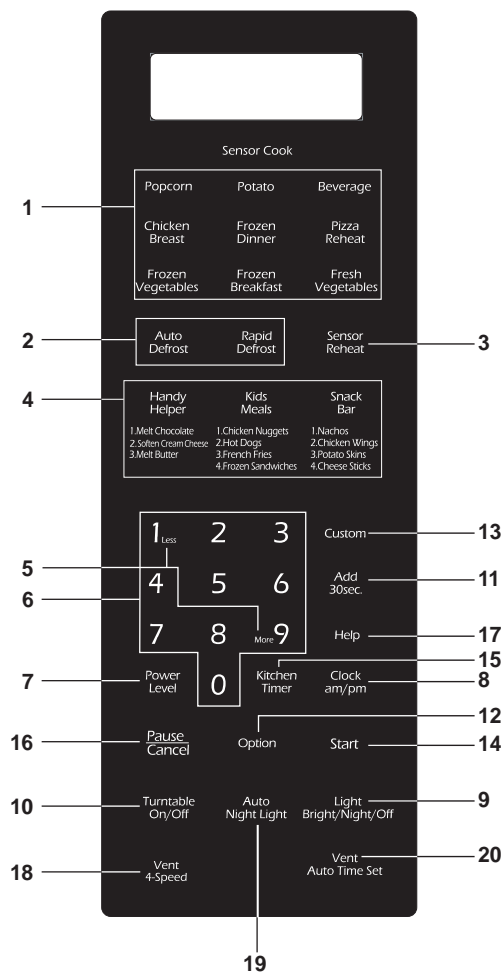 Sensor Cook
Popcorn Potato Beverage
1
Chicken Breast Frozen Dinner Pizza Reheat
Frozen Vegetables Frozen Breakfast Fresh Vegetables
2 Auto Defrost Rapid Defrost Sensor Reheat 3
4 Handy Helper Kids Meals Snack Bar
1.Melt Chocolate 1.Chicken Nuggets 1.Nachos
2.Soften Cream Cheese 2.Hot Dogs 2.Chicken Wings
3.Melt Butter 3.French Fries 3.Potato Skins
4.Frozen Sandwiches 4.Cheese Sticks
1 Less 2 3 Custom 13
5
6 4 5 6 Add 30sec. 11
7 8 More 9 Help 17
15
7 Power Level 0 Kitchen Timer Clock am/pm 8
12
16 Pause Cancel Option Start 14
10 Turntable On/Off Auto Night Light Light Bright/Night/Off 9
18 Vent 4-Speed Vent Auto Time Set 20
19